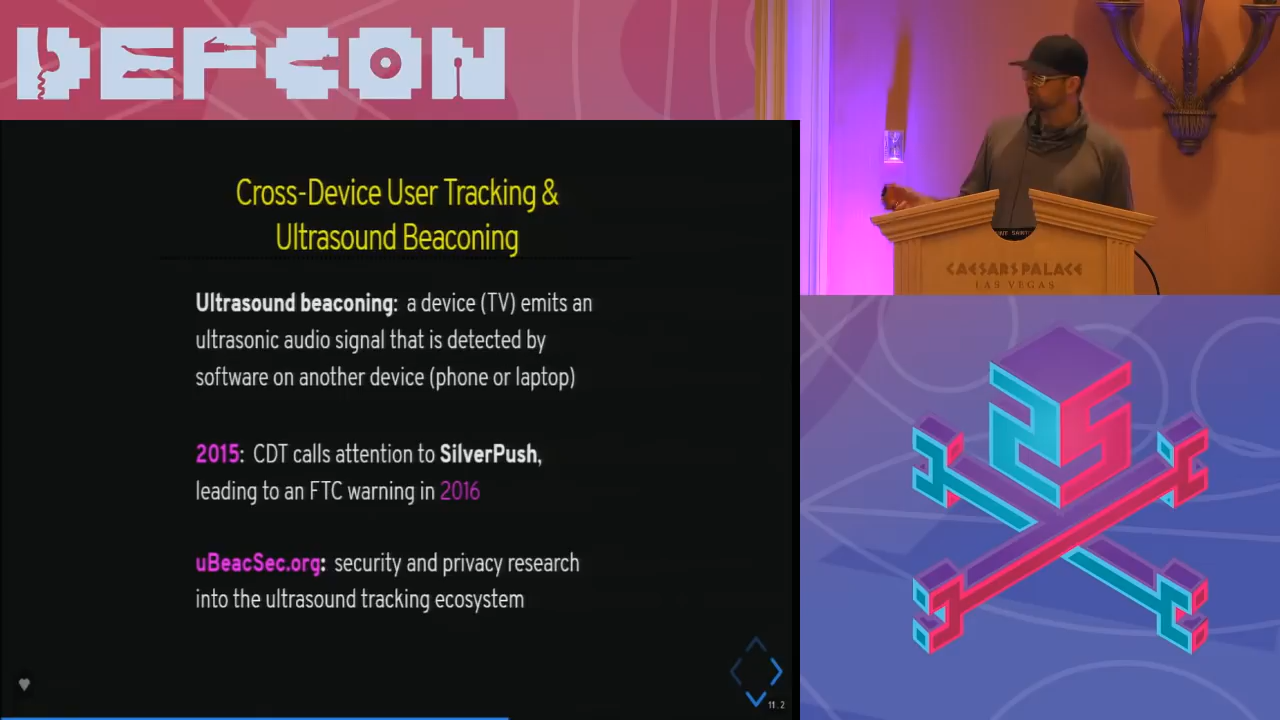 DEFCON
Cross-Device User Tracking &
Ultrasound Beaconing
Ultrasound beaconing: a device (TV) emits an
ultrasonic audio signal that is detected by
software on another device (phone or laptop)
2015: CDT calls attention to SilverPush,
leading to an FTC warning in 2016
uBeacSec.org: security and privacy research
into the ultrasound tracking ecosystem
11.2
CAESARS PALACE
LAS VEGAS
25